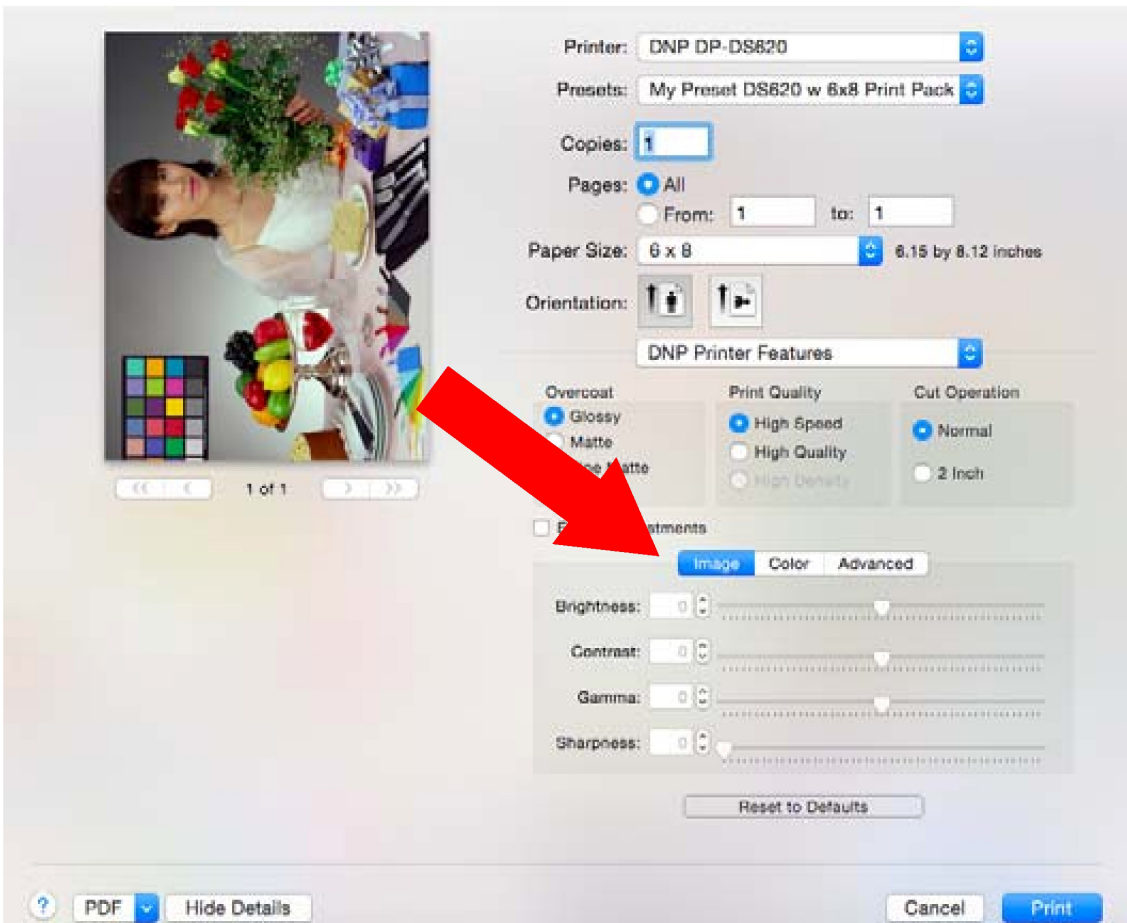 Printer: DNP DP-DS620
Presets: My Preset DS620 w 6x8 Print Pack
Copies: 1
Pages: All
From: 1 to: 1
Paper Size: 6 x 8 6.15 by 8.12 inches
Orientation:
DNP Printer Features
Overcoat Print Quality Cut Operation
Glossy High Speed Normal
Matte High Quality 2 Inch
Matte High Density
1 of 1
Image Color Advanced
Brightness: 0
Contrast: 0
Gamma: 0
Sharpness: 0
Reset to Defaults
? PDF Hide Details Cancel Print